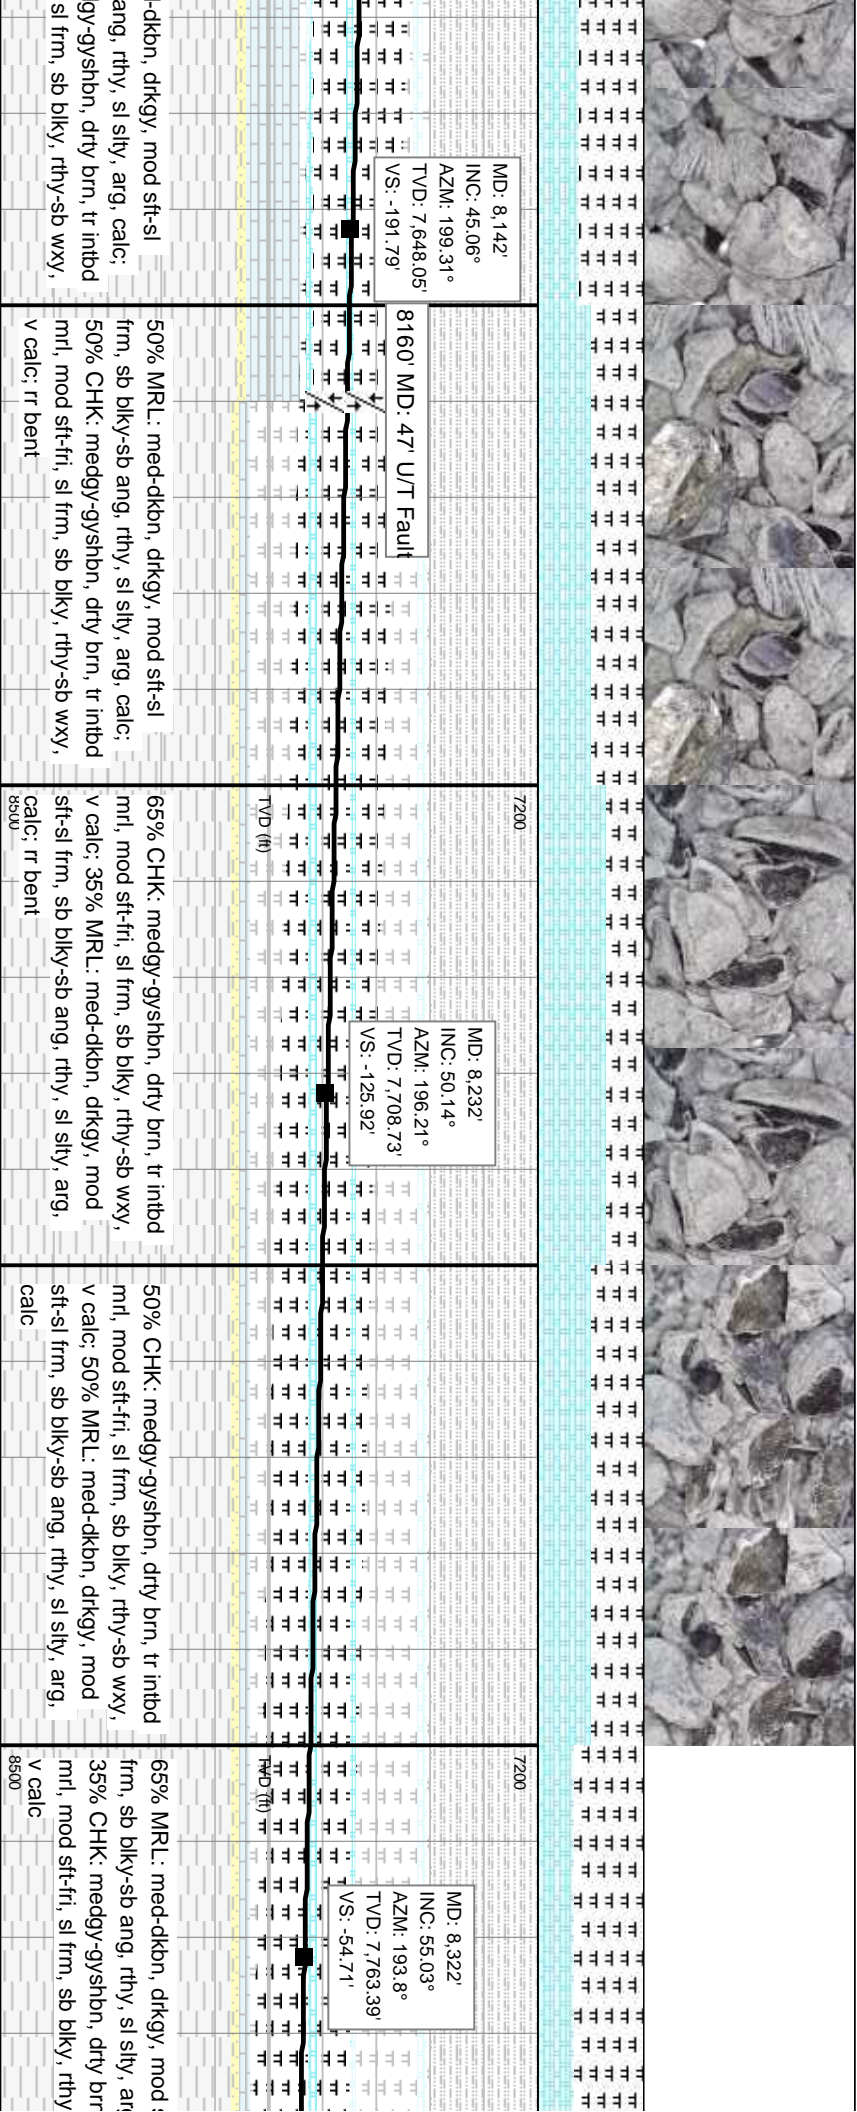 MD: 8,142'
INC: 45.06°
AZM: 199.31°
TVD: 7,648.05'
VS: -191.79'
8160' MD: 47' U/T Fault
-dkbn, drkgy, mod sft-sl
ang, rthy, sl slty, arg, calc;
gy-gyshbn, drty brn, tr intbd
sl frm, sb blky, rthy-sb wxy,
50% MRL: med-dkbn, drkgy, mod sft-sl
frm, sb blky-sb ang, rthy, sl slty, arg, calc;
50% CHK: medgy-gyshbn, drty brn, tr intbd
mrl, mod sft-fri, sl frm, sb blky, rthy-sb wxy,
v calc; rr bent
7200
TVD (ft)
8500
65% CHK: medgy-gyshbn, drty brn, tr intbd
mrl, mod sft-fri, sl frm, sb blky, rthy-sb wxy,
v calc; 35% MRL: med-dkbn, drkgy, mod
sft-sl frm, sb blky-sb ang, rthy, sl slty, arg,
calc; rr bent
MD: 8,232'
INC: 50.14°
AZM: 196.21°
TVD: 7,708.73'
VS: -125.92'
50% CHK: medgy-gyshbn, drty brn, tr intbd
mrl, mod sft-fri, sl frm, sb blky, rthy-sb wxy,
v calc; 50% MRL: med-dkbn, drkgy, mod
sft-sl frm, sb blky-sb ang, rthy, sl slty, arg,
calc
7200
TVD (ft)
8500
MD: 8,322'
INC: 55.03°
AZM: 193.8°
TVD: 7,763.39'
VS: -54.71'
65% MRL: med-dkbn, drkgy, mod
frm, sb blky-sb ang, rthy, sl slty,
35% CHK: medgy-gyshbn, drty
mrl, mod sft-fri, sl frm, sb blky, rthy
v calc